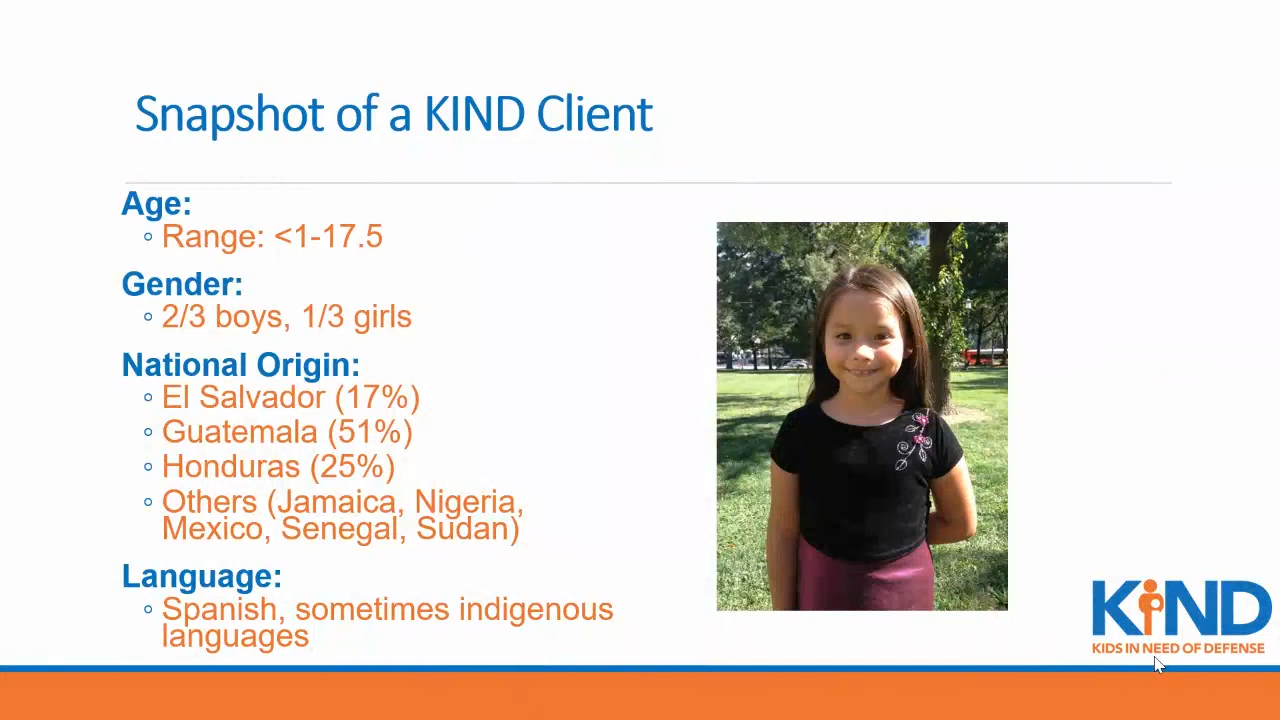 Snapshot of a KIND Client
Age:
◦ Range: <1-17.5
Gender:
◦ 2/3 boys, 1/3 girls
National Origin:
◦ El Salvador (17%)
◦ Guatemala (51%)
◦ Honduras (25%)
◦ Others (Jamaica, Nigeria,
Mexico, Senegal, Sudan)
Language:
◦ Spanish, sometimes indigenous
languages
KIND
KIDS IN NEED OF DEFENSE